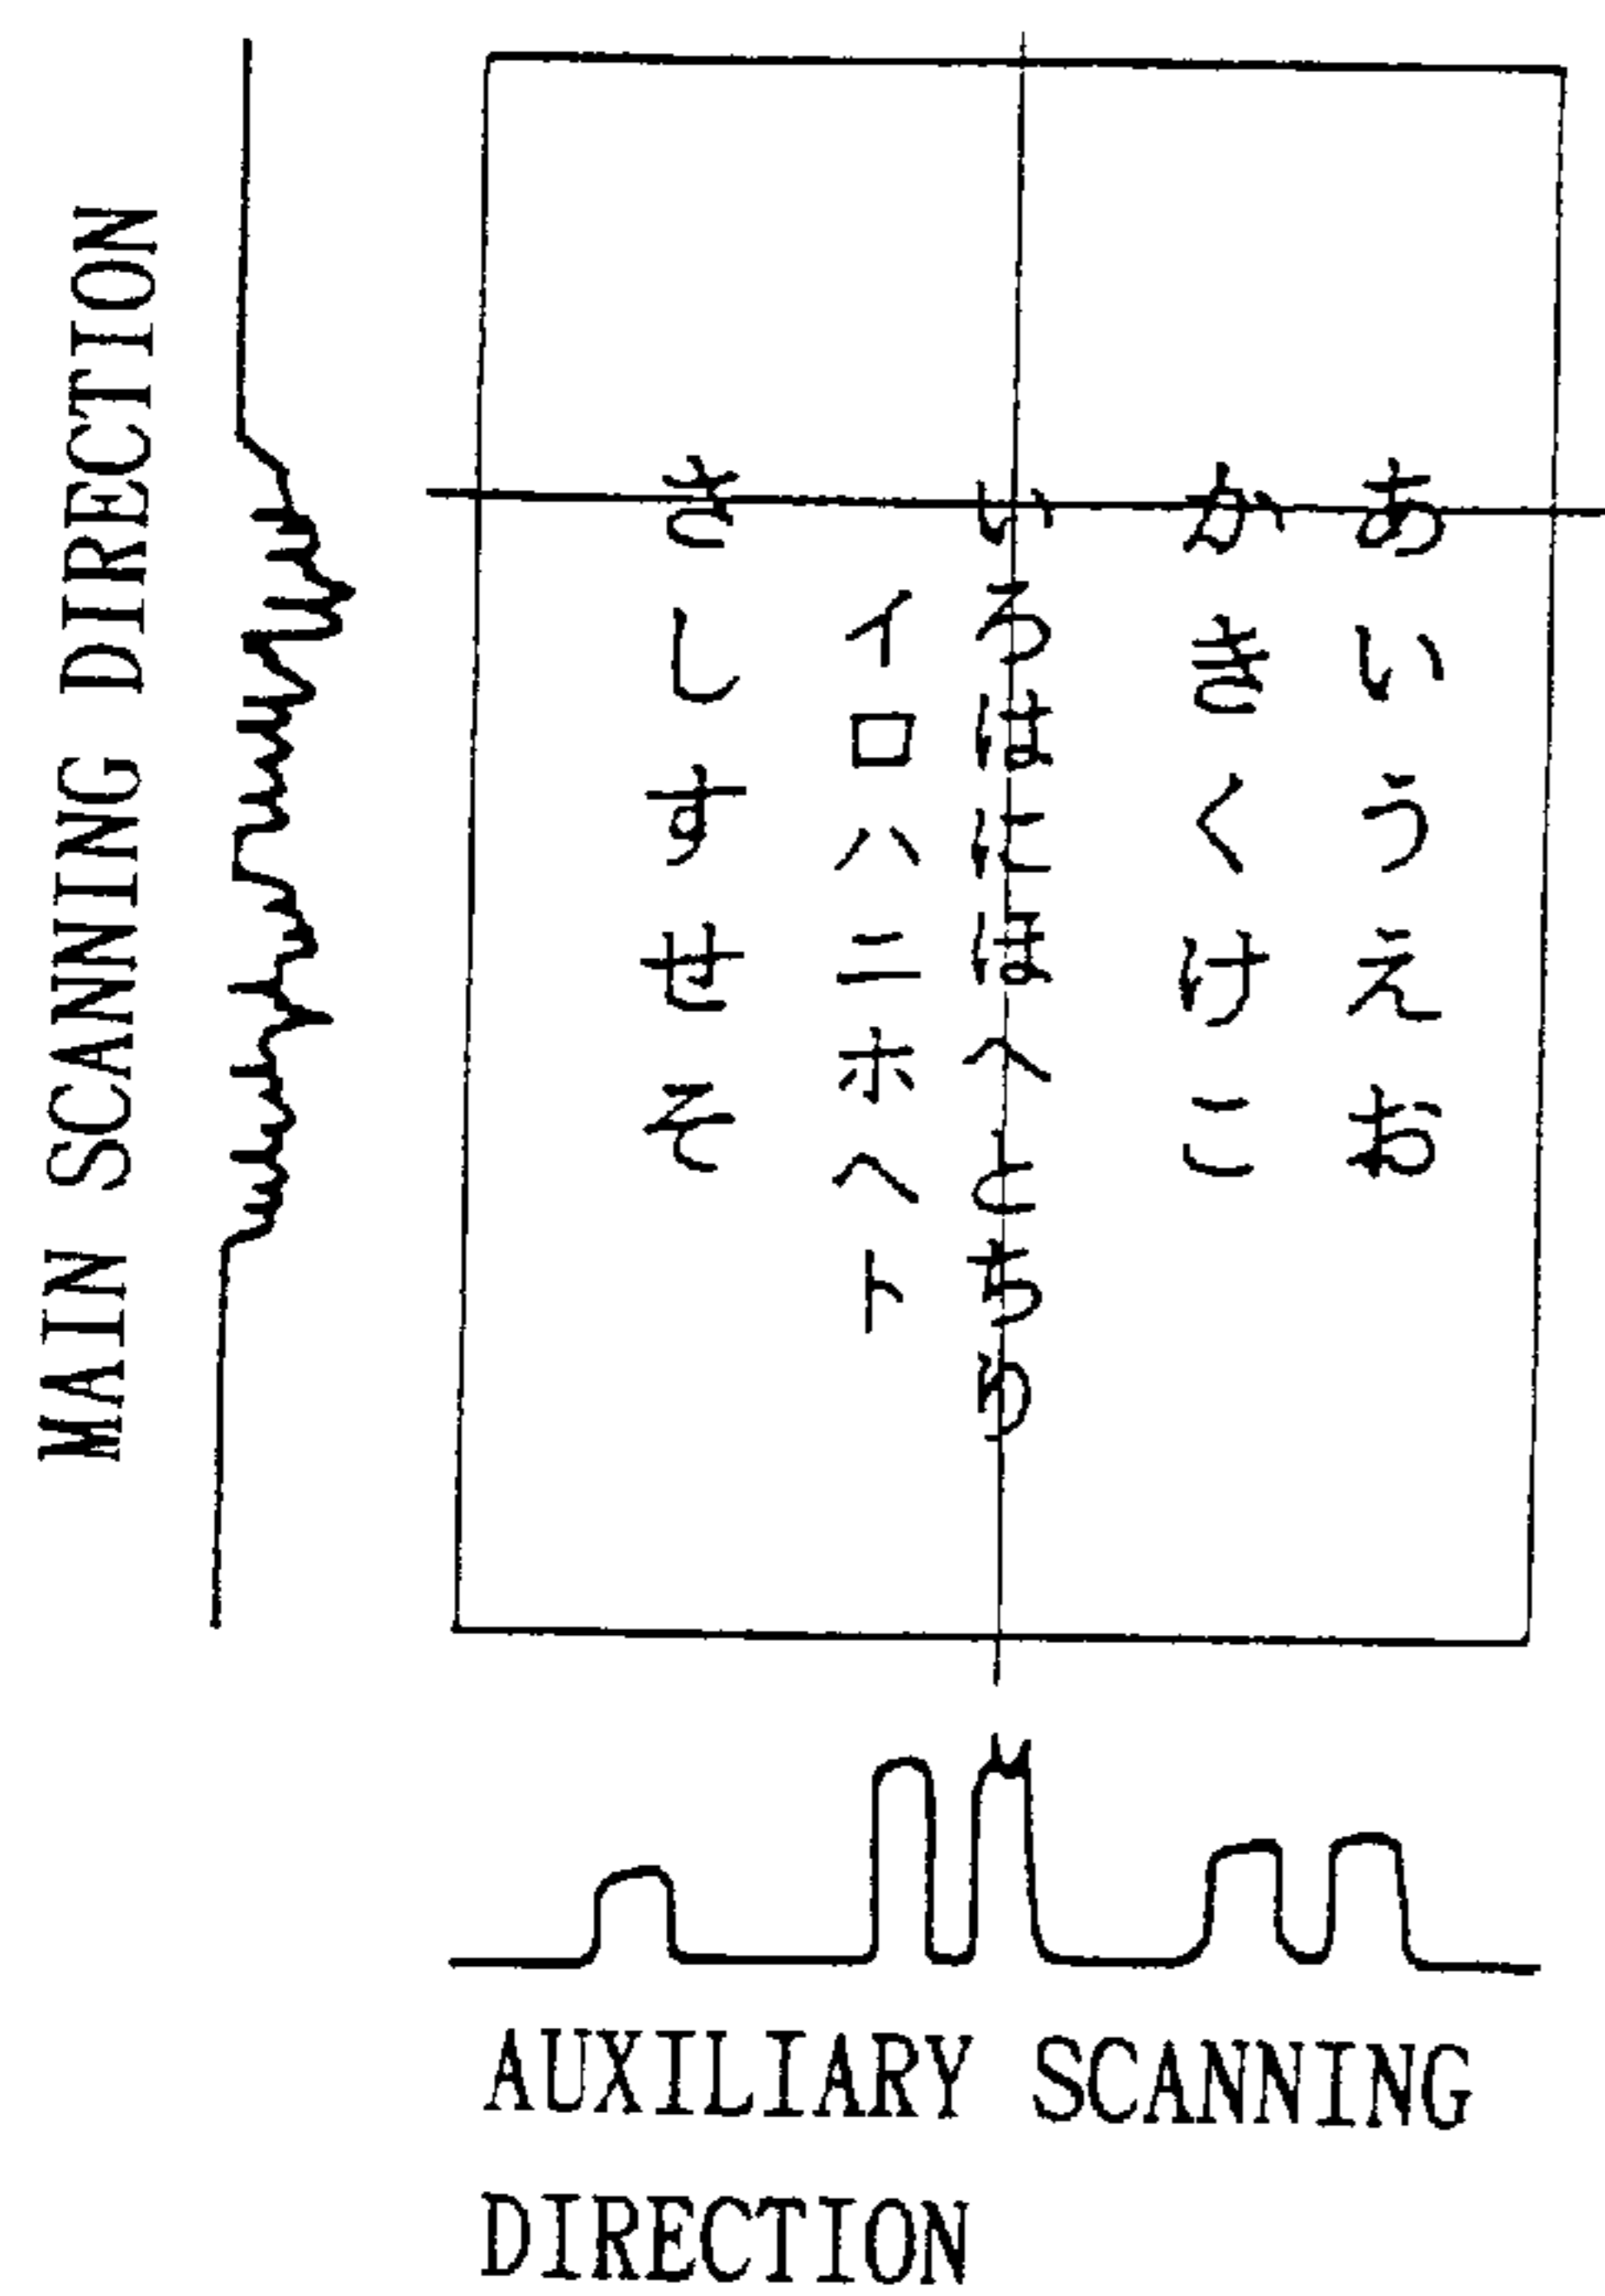 MAIN SCANNING DIRECTION
あいうえお
かきくけこ
いろはにほへとちり
イロハニホヘト
さしすせそ
AUXILIARY SCANNING
DIRECTION